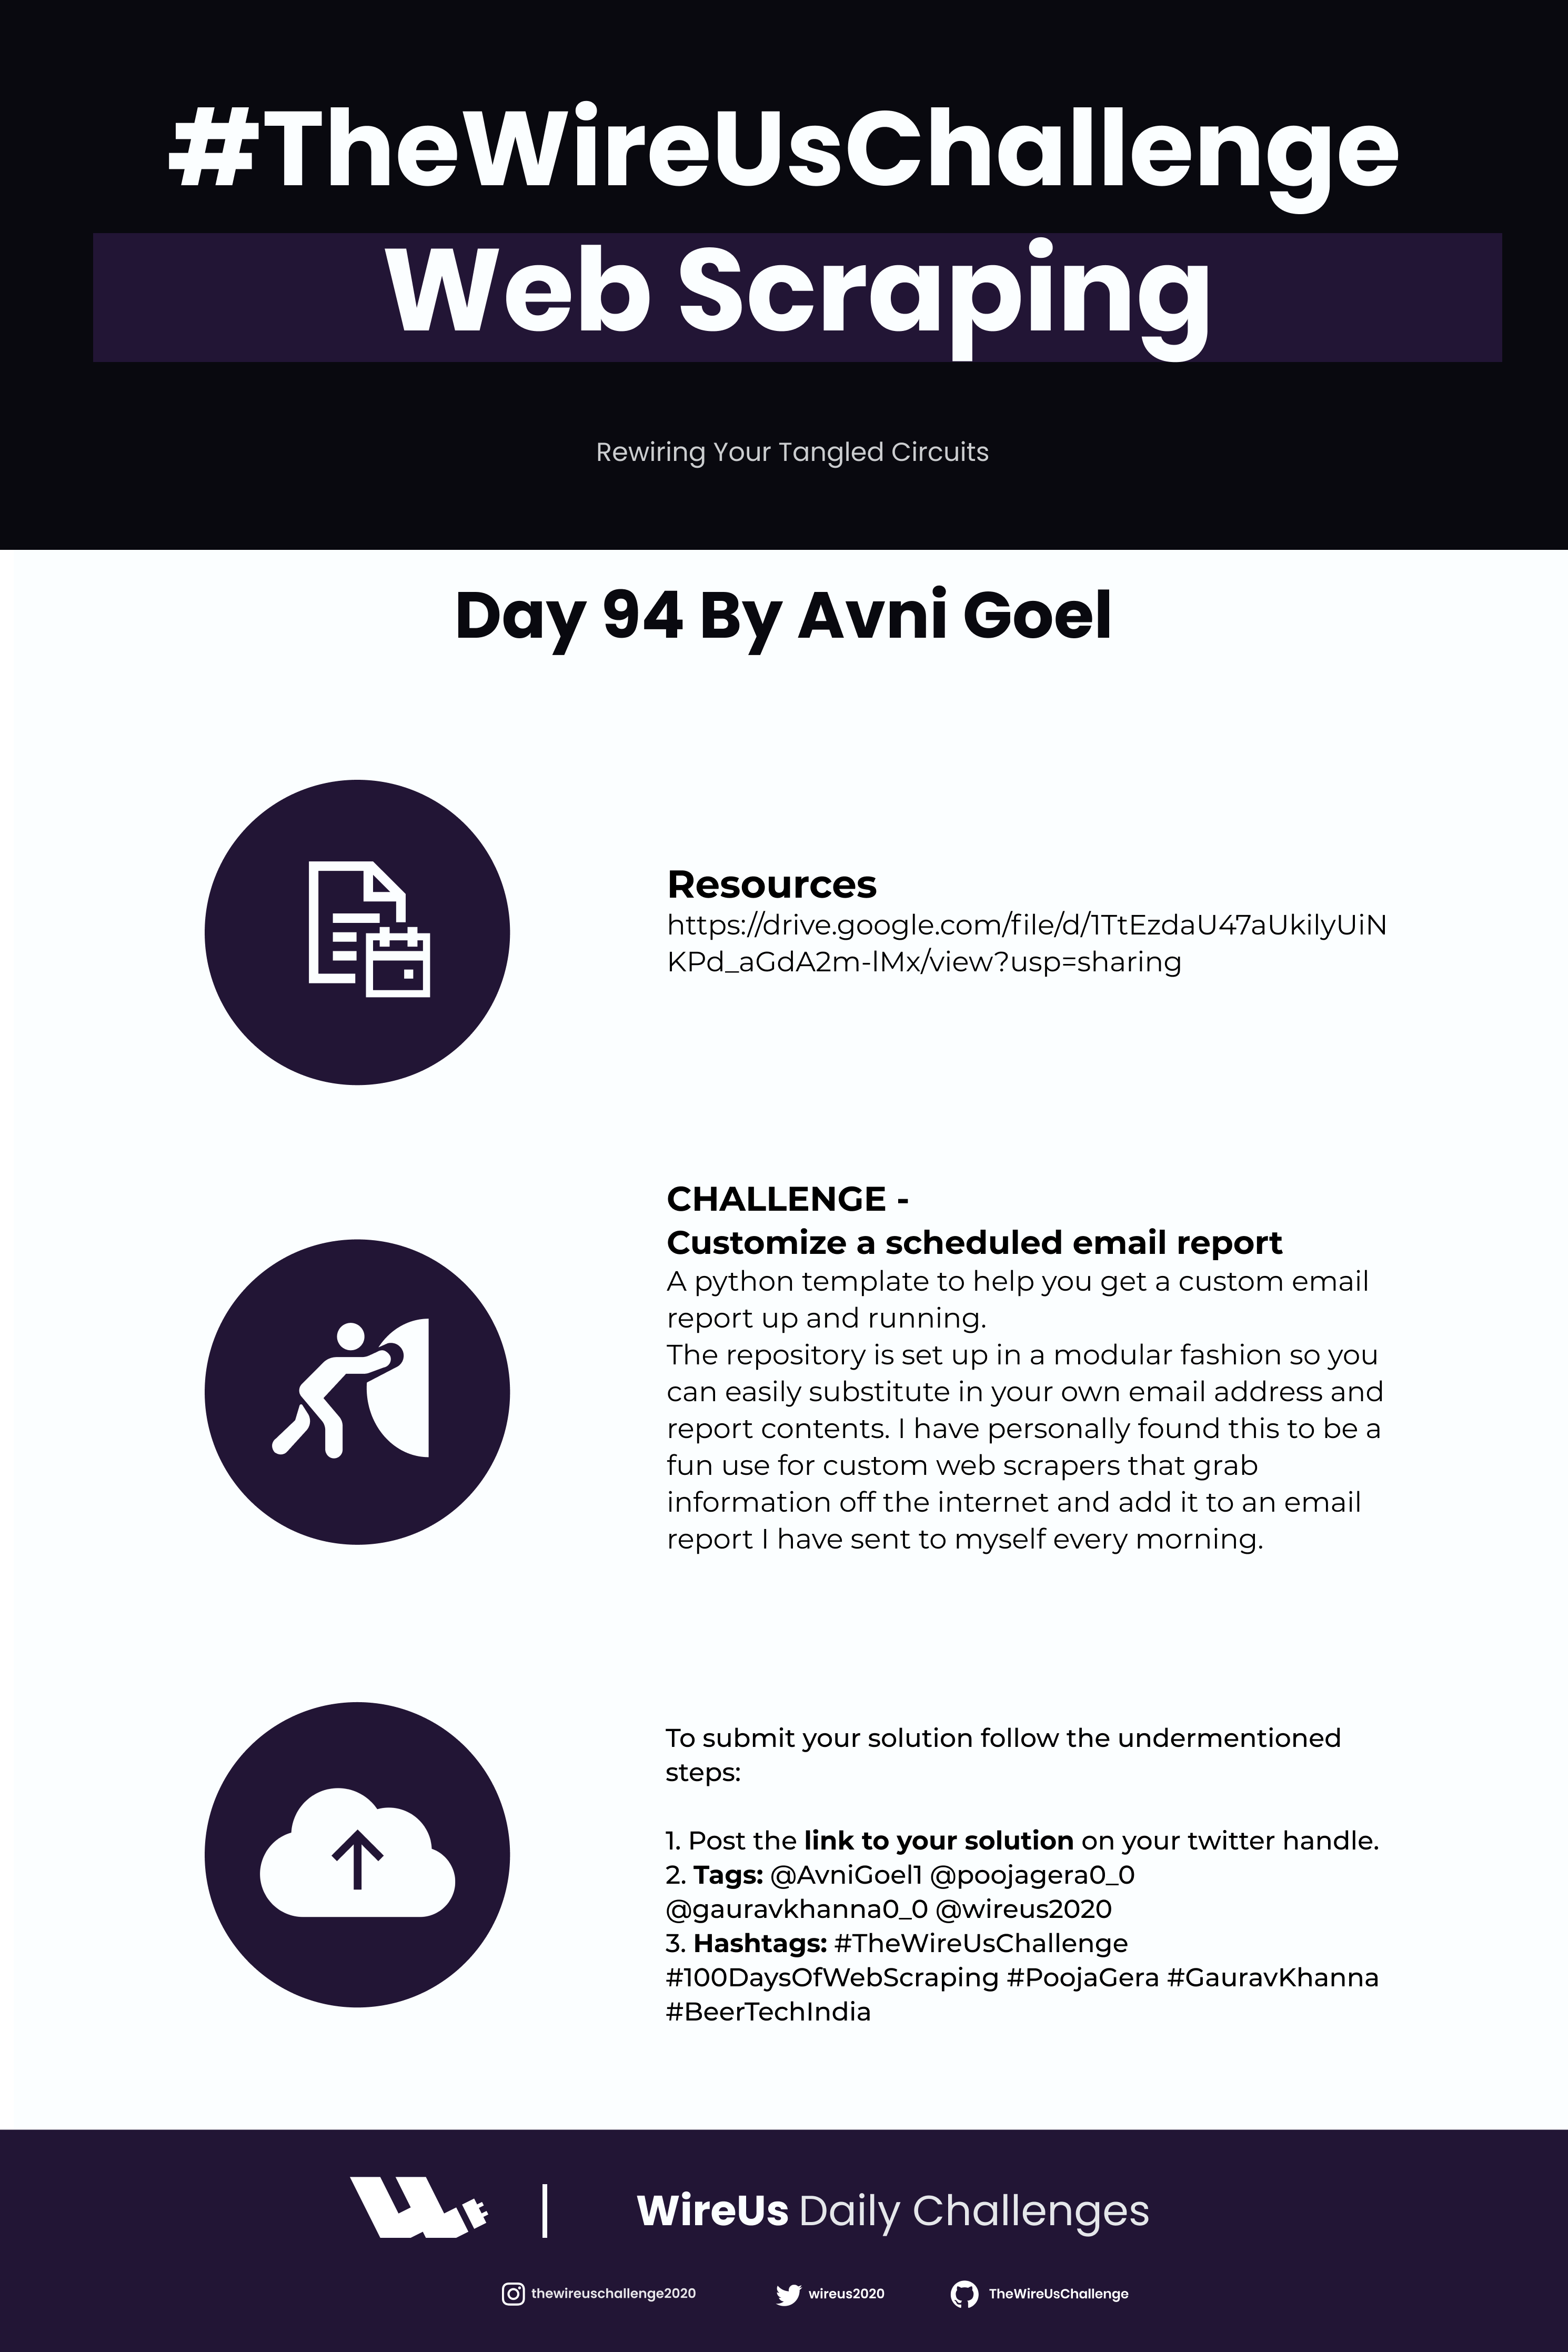 #TheWireUsChallenge
Web Scraping
Rewiring Your Tangled Circuits
Day 94 By Avni Goel
Resources
https://drive.google.com/file/d/1TtEzdaU47aUkilyUiN
KPd_aGdA2m-lMx/view?usp=sharing
CHALLENGE -
Customize a scheduled email report
A python template to help you get a custom email
report up and running.
The repository is set up in a modular fashion so you
can easily substitute in your own email address and
report contents. I have personally found this to be a
fun use for custom web scrapers that grab
information off the internet and add it to an email
report I have sent to myself every morning.
To submit your solution follow the undermentioned
steps:
1. Post the link to your solution on your twitter handle.
2. Tags: @AvniGoel1 @poojagera0_0
@gauravkhanna0_0 @wireus2020
3. Hashtags: #TheWireUsChallenge
#100DaysOfWebScraping #PoojaGera #GauravKhanna
#BeerTechIndia
WireUs Daily Challenges
thewireuschallenge2020 wireus2020 TheWireUsChallenge